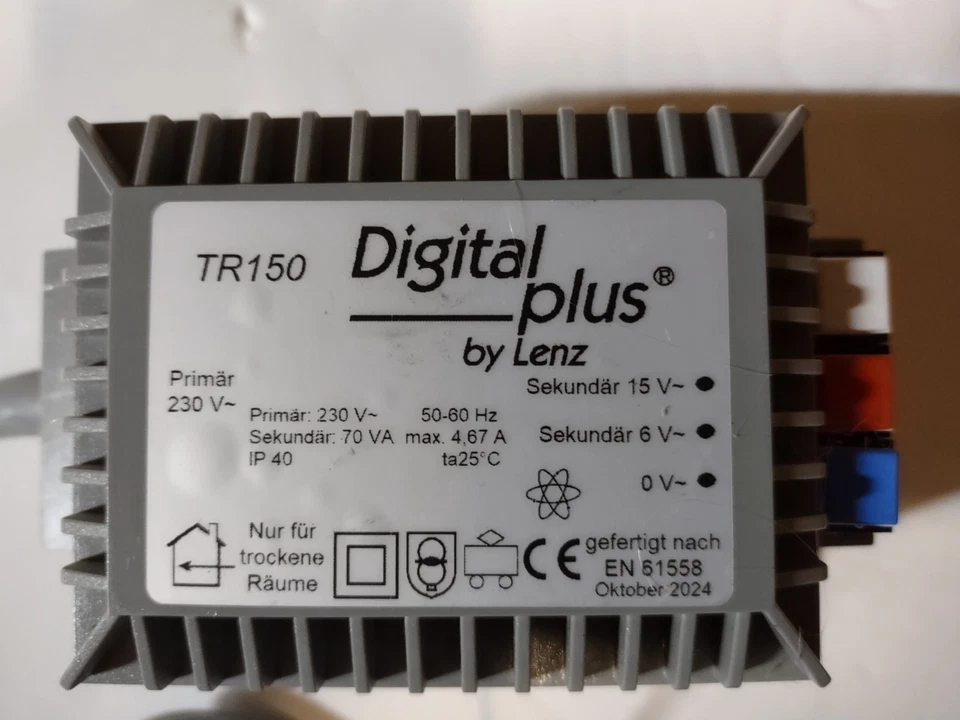 TR150
Digital
plus®
by Lenz
Primär
230 V~
Primär: 230 V~ 50-60 Hz
Sekundär: 70 VA max. 4,67 A
IP 40 ta25°C
Sekundär 15 V~
Sekundär 6 V~
0 V~
Nur für
trockene
Räume
CE
gefertigt nach
EN 61558
Oktober 2024